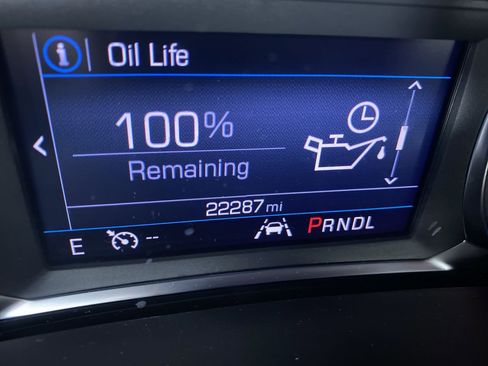 i Oil Life
100%
Remaining
22287 mi
E -- PRNDL